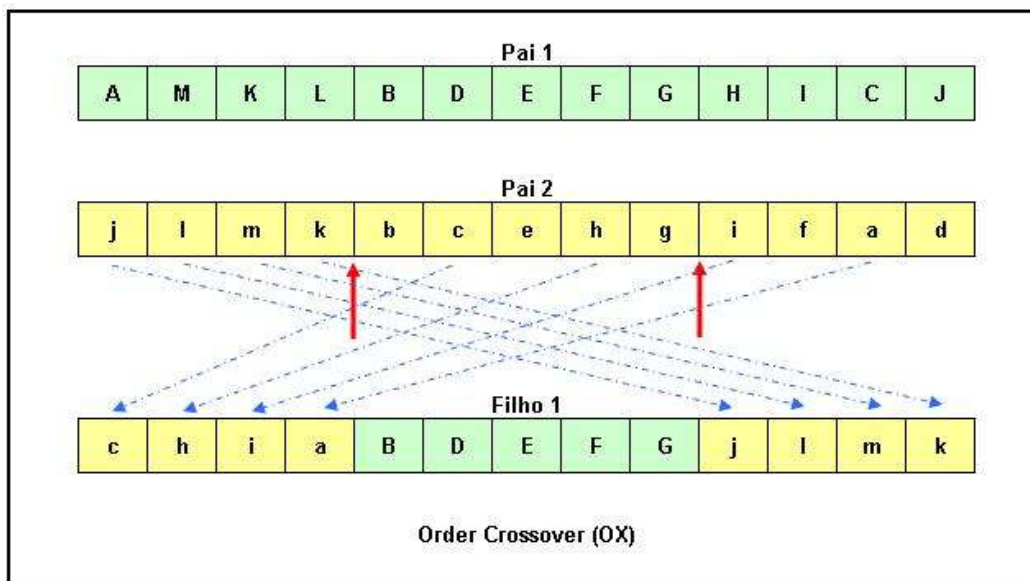 Pai 1
A M K L B D E F G H I C J
Pai 2
j l m k b c e h g i f a d
Filho 1
c h i a B D E F G j l m k
Order Crossover (OX)